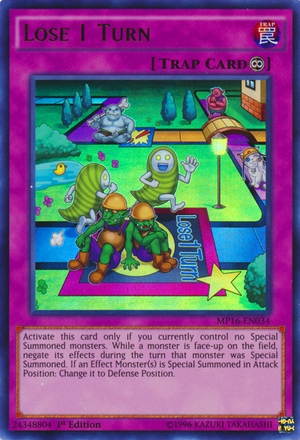 Lose 1 Turn
TRAP
罠
[Trap Card ∞]
Lose 1 Turn
MP16-EN034
Activate this card only if you currently control no Special
Summoned monsters. While a monster is face-up on the field,
negate its effects during the turn that monster was Special
Summoned. If an Effect Monster(s) is Special Summoned in Attack
Position: Change it to Defense Position.
24348804 1st Edition
©1996 KAZUKI TAKAHASHI